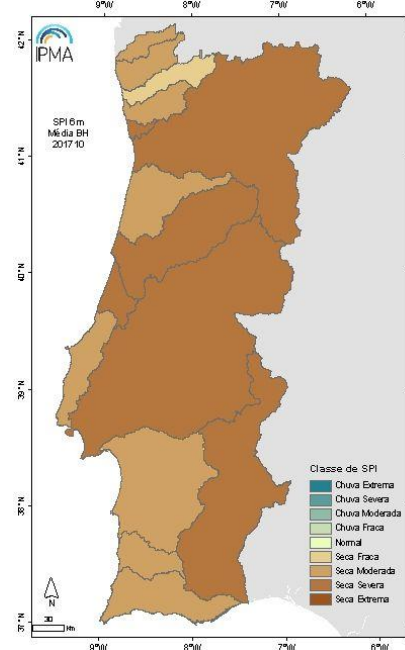 9°W 8°W 7°W 6°W
42°N
IPMA
SPI 6m
Média BH
201710
41°N
40°N
39°N
38°N
37°N
Classe de SPI
Chuva Extrema
Chuva Severa
Chuva Moderada
Chuva Fraca
Normal
Seca Fraca
Seca Moderada
Seca Severa
Seca Extrema
N
30
Km
9°W 8°W 7°W 6°W